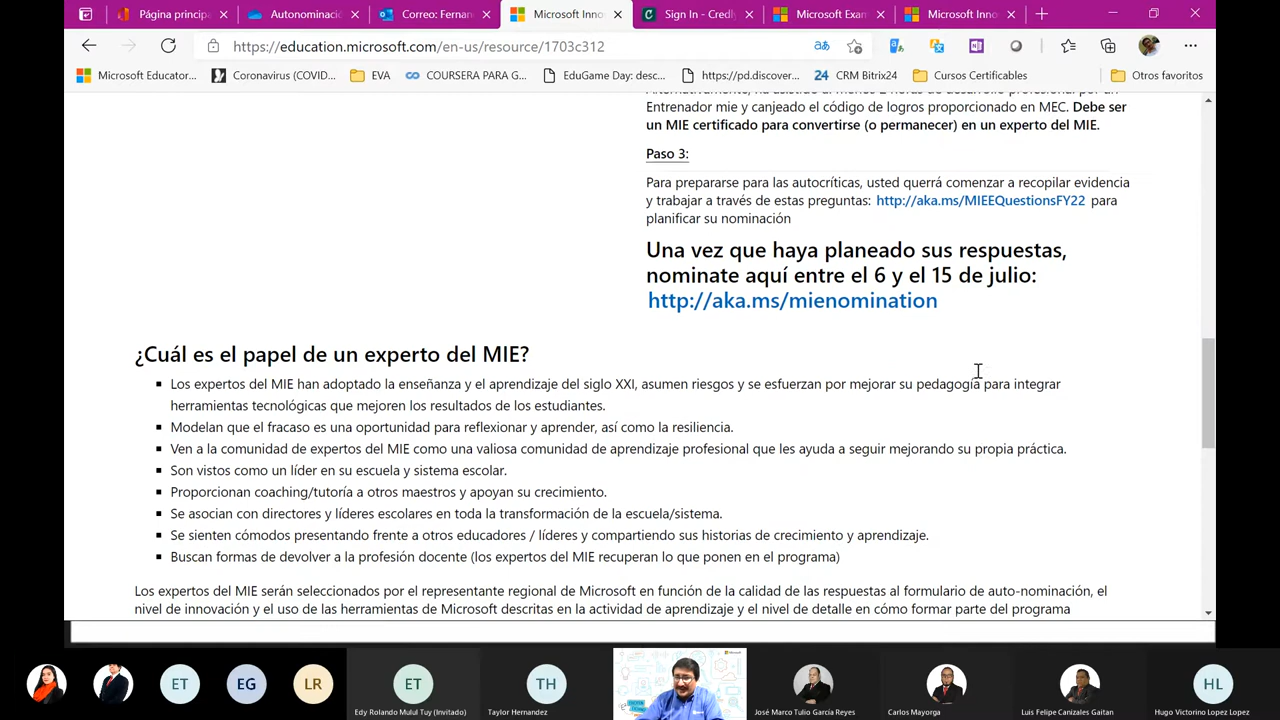 Página principa
Autonominació
Correo: Fernan
Microsoft Inno
Sign In - Credly
Microsoft Exam
Microsoft Inno
https://education.microsoft.com/en-us/resource/1703c312
Microsoft Educator...
Coronavirus (COVID...
EVA
COURSERA PARA G...
EduGame Day: desc...
https://pd.discover...
24 CRM Bitrix24
Cursos Certificables
Otros favoritos
Alternativamente, ha asistido al menos 2 horas de desarrollo profesional por un
Entrenador mie y canjeado el código de logros proporcionado en MEC. Debe ser
un MIE certificado para convertirse (o permanecer) en un experto del MIE.
Paso 3:
Para prepararse para las autocríticas, usted querrá comenzar a recopilar evidencia
y trabajar a través de estas preguntas: http://aka.ms/MIEEQuestionsFY22 para
planificar su nominación
Una vez que haya planeado sus respuestas,
nominate aquí entre el 6 y el 15 de julio:
http://aka.ms/mienomination
¿Cuál es el papel de un experto del MIE?
Los expertos del MIE han adoptado la enseñanza y el aprendizaje del siglo XXI, asumen riesgos y se esfuerzan por mejorar su pedagogía para integrar
herramientas tecnológicas que mejoren los resultados de los estudiantes.
Modelan que el fracaso es una oportunidad para reflexionar y aprender, así como la resiliencia.
Ven a la comunidad de expertos del MIE como una valiosa comunidad de aprendizaje profesional que les ayuda a seguir mejorando su propia práctica.
Son vistos como un líder en su escuela y sistema escolar.
Proporcionan coaching/tutoría a otros maestros y apoyan su crecimiento.
Se asocian con directores y líderes escolares en toda la transformación de la escuela/sistema.
Se sienten cómodos presentando frente a otros educadores / líderes y compartiendo sus historias de crecimiento y aprendizaje.
Buscan formas de devolver a la profesión docente (los expertos del MIE recuperan lo que ponen en el programa)
Los expertos del MIE serán seleccionados por el representante regional de Microsoft en función de la calidad de las respuestas al formulario de auto-nominación, el
nivel de innovación y el uso de las herramientas de Microsoft descritas en la actividad de aprendizaje y el nivel de detalle en cómo formar parte del programa
ET
EG
LR
ET
TH
HL
Edy Rolando Mulul Tuy (Invitado)
Taylor Hernandez
José Marco Tulio García Reyes
Carlos Mayorga
Luis Felipe Canizales Gaitan
Hugo Victorino Lopez Lopez